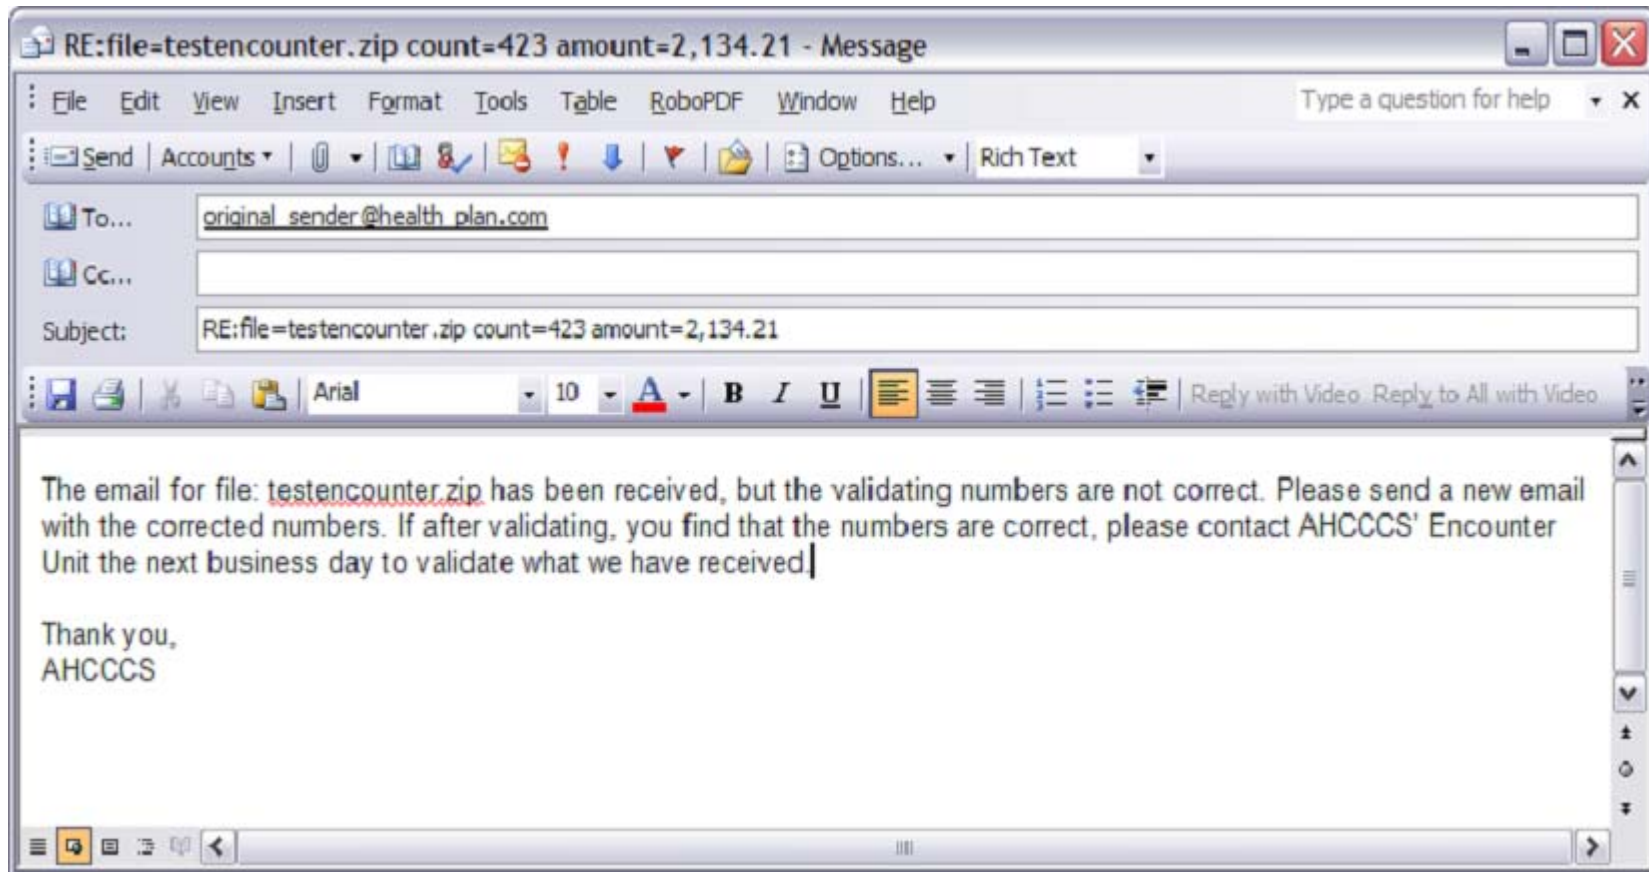 RE:file=testencounter.zip count=423 amount=2,134.21 - Message
File Edit View Insert Format Tools Table RoboPDF Window Help Type a question for help
Send Accounts Options... Rich Text
To... original_sender@health_plan.com
Cc...
Subject: RE:file=testencounter.zip count=423 amount=2,134.21
Arial 10 A B I U Reply with Video Reply to All with Video
The email for file: testencounter.zip has been received, but the validating numbers are not correct. Please send a new email
with the corrected numbers. If after validating, you find that the numbers are correct, please contact AHCCCS' Encounter
Unit the next business day to validate what we have received.
Thank you,
AHCCCS